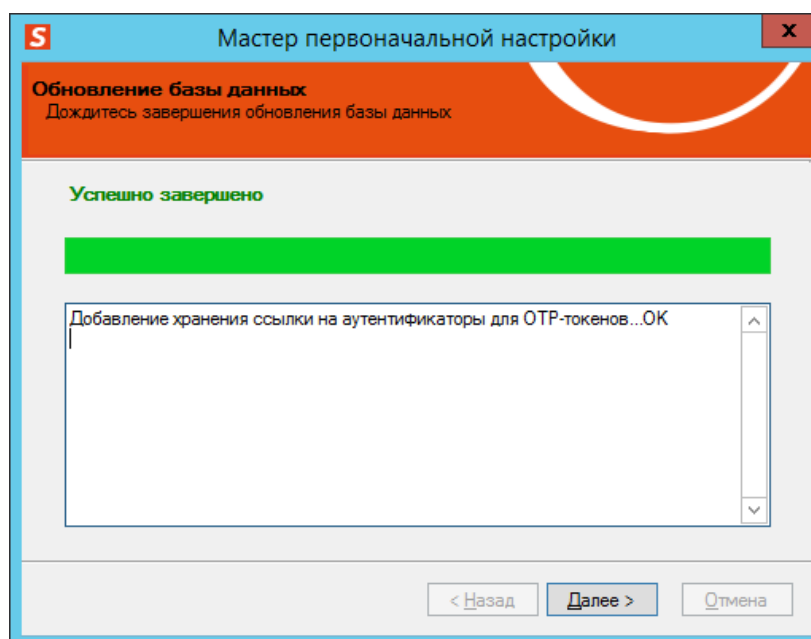 S
Мастер первоначальной настройки
x
Обновление базы данных
Дождитесь завершения обновления базы данных
Успешно завершено
Добавление хранения ссылки на аутентификаторы для OTP-токенов...OK
< Назад
Далее >
Отмена